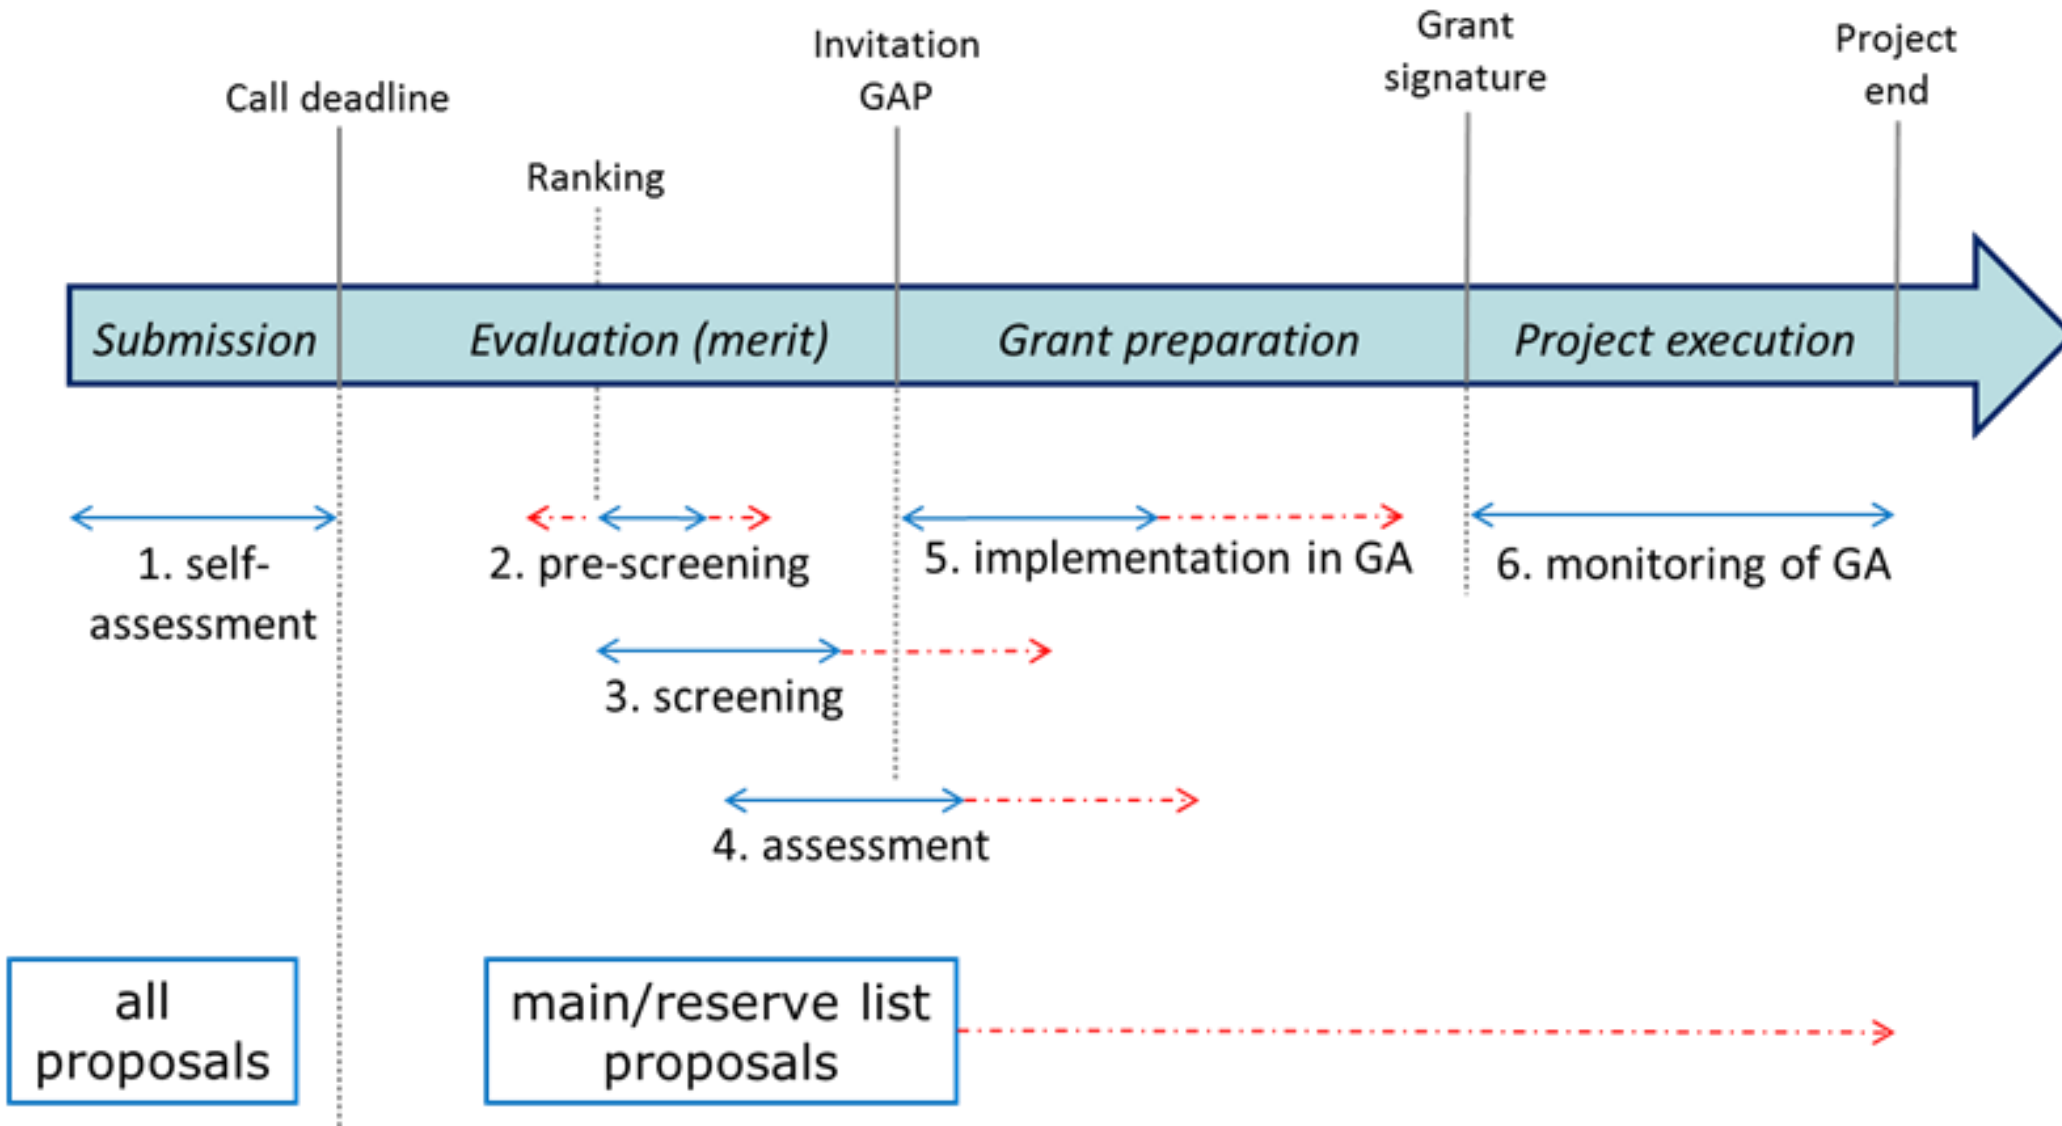 Call deadline
Ranking
Invitation
GAP
Grant
signature
Project
end
Submission
Evaluation (merit)
Grant preparation
Project execution
1. self-
assessment
2. pre-screening
5. implementation in GA
6. monitoring of GA
3. screening
4. assessment
all
proposals
main/reserve list
proposals